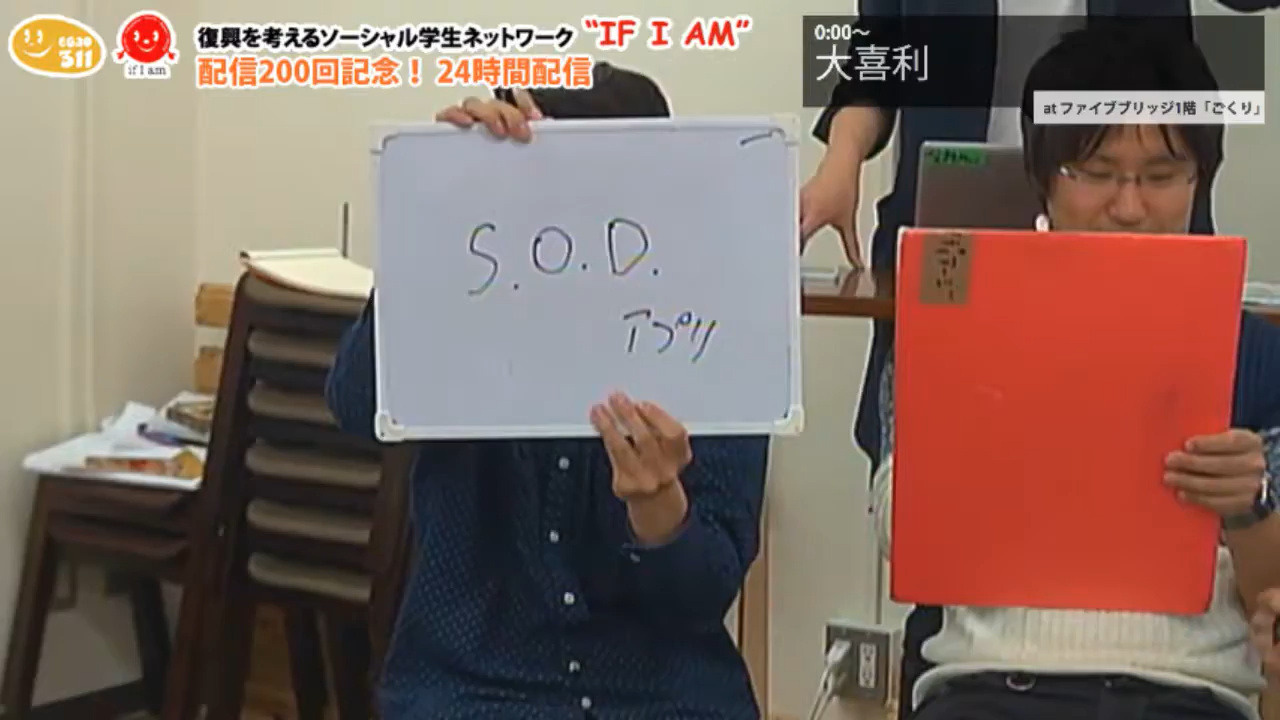 cgao
311
if I am
復興を考えるソーシャル学生ネットワーク "IF I AM"
配信200回記念！ 24時間配信
0:00～
大喜利
at ファイブブリッジ1階「ごくり」
S.O.D.
アプリ